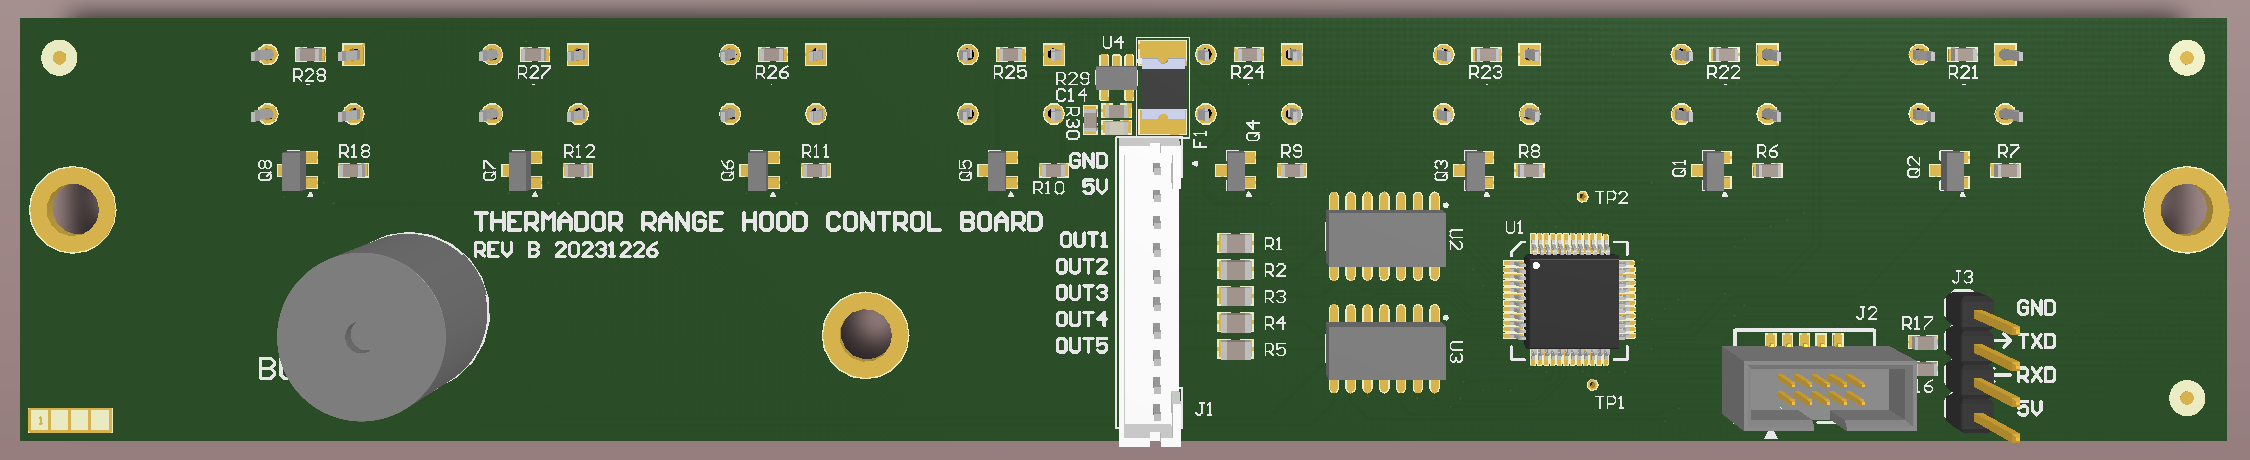 U4
R28
R27
R26
R25
R29
R24
R23
R22
R21
C14
R30
F1
Q4
Q8
R18
Q7
R12
Q6
R11
Q5
R10
GND
5V
R9
Q3
R8
Q1
R6
Q2
R7
TP2
THERMADOR RANGE HOOD CONTROL BOARD
REV B 20231226
OUT1
OUT2
OUT3
OUT4
OUT5
R1
R2
R3
R4
R5
U2
U3
U1
TP1
J1
J2
R17
16
J3
GND
TXD
RXD
5V
1